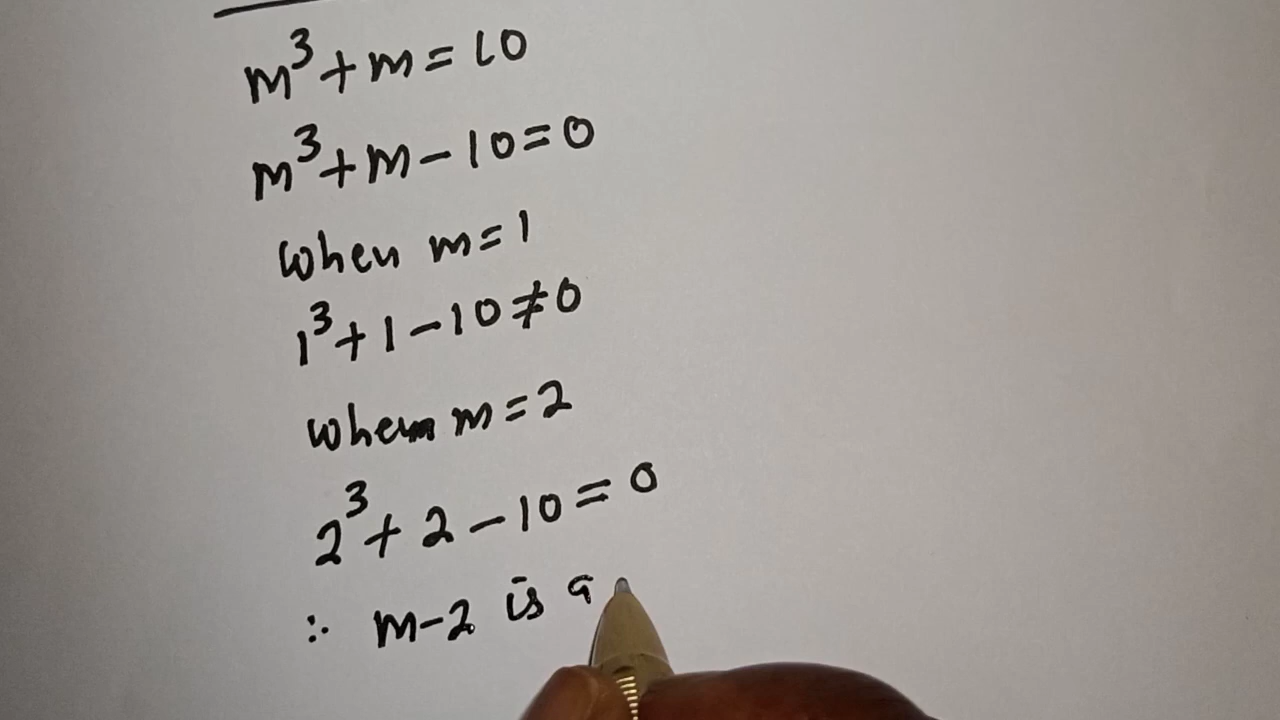 m³+m=10
m³+m-10=0
when m=1
1³+1-10≠0
when m=2
2³+2-10=0
∴ m-2 is a